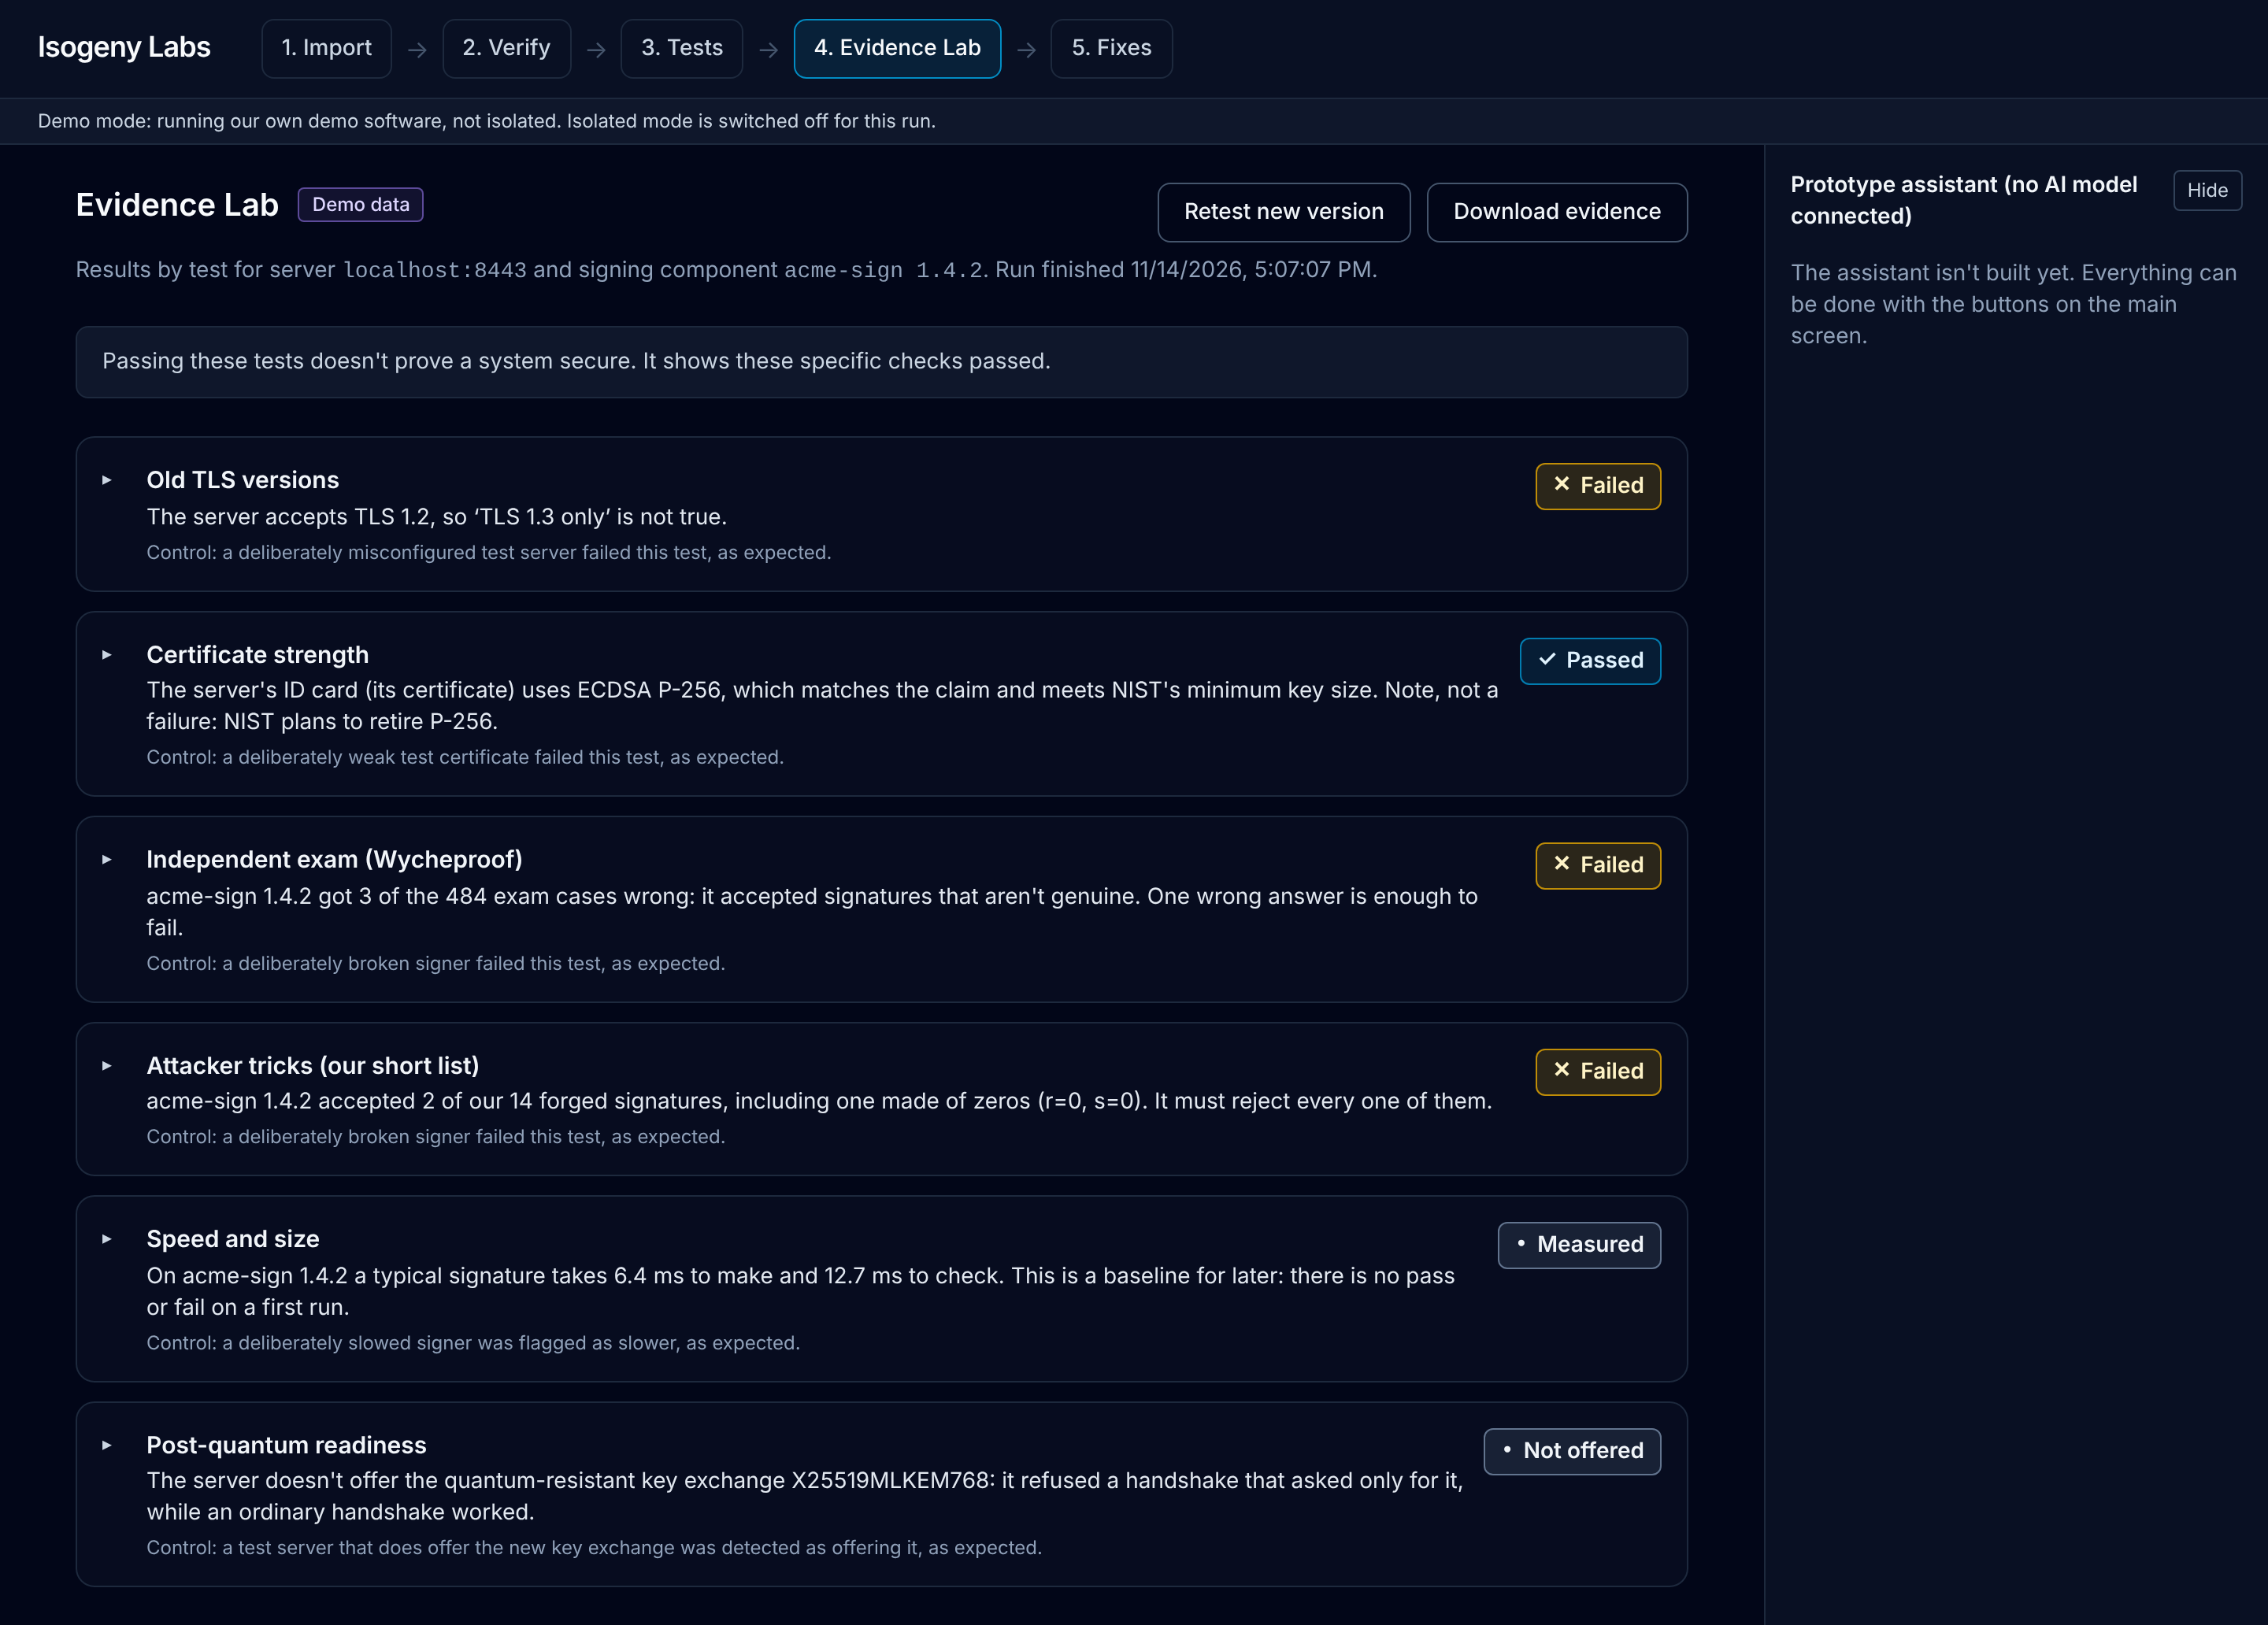 Isogeny Labs
1. Import → 2. Verify → 3. Tests → 4. Evidence Lab → 5. Fixes
Demo mode: running our own demo software, not isolated. Isolated mode is switched off for this run.
Evidence Lab
Demo data
Retest new version
Download evidence
Results by test for server localhost:8443 and signing component acme-sign 1.4.2. Run finished 11/14/2026, 5:07:07 PM.
Passing these tests doesn't prove a system secure. It shows these specific checks passed.
▸ Old TLS versions
✕ Failed
The server accepts TLS 1.2, so ‘TLS 1.3 only’ is not true.
Control: a deliberately misconfigured test server failed this test, as expected.
▸ Certificate strength
✓ Passed
The server's ID card (its certificate) uses ECDSA P-256, which matches the claim and meets NIST's minimum key size. Note, not a
failure: NIST plans to retire P-256.
Control: a deliberately weak test certificate failed this test, as expected.
▸ Independent exam (Wycheproof)
✕ Failed
acme-sign 1.4.2 got 3 of the 484 exam cases wrong: it accepted signatures that aren't genuine. One wrong answer is enough to
fail.
Control: a deliberately broken signer failed this test, as expected.
▸ Attacker tricks (our short list)
✕ Failed
acme-sign 1.4.2 accepted 2 of our 14 forged signatures, including one made of zeros (r=0, s=0). It must reject every one of them.
Control: a deliberately broken signer failed this test, as expected.
▸ Speed and size
• Measured
On acme-sign 1.4.2 a typical signature takes 6.4 ms to make and 12.7 ms to check. This is a baseline for later: there is no pass
or fail on a first run.
Control: a deliberately slowed signer was flagged as slower, as expected.
▸ Post-quantum readiness
• Not offered
The server doesn't offer the quantum-resistant key exchange X25519MLKEM768: it refused a handshake that asked only for it,
while an ordinary handshake worked.
Control: a test server that does offer the new key exchange was detected as offering it, as expected.
Prototype assistant (no AI model
connected)
Hide
The assistant isn't built yet. Everything can
be done with the buttons on the main
screen.